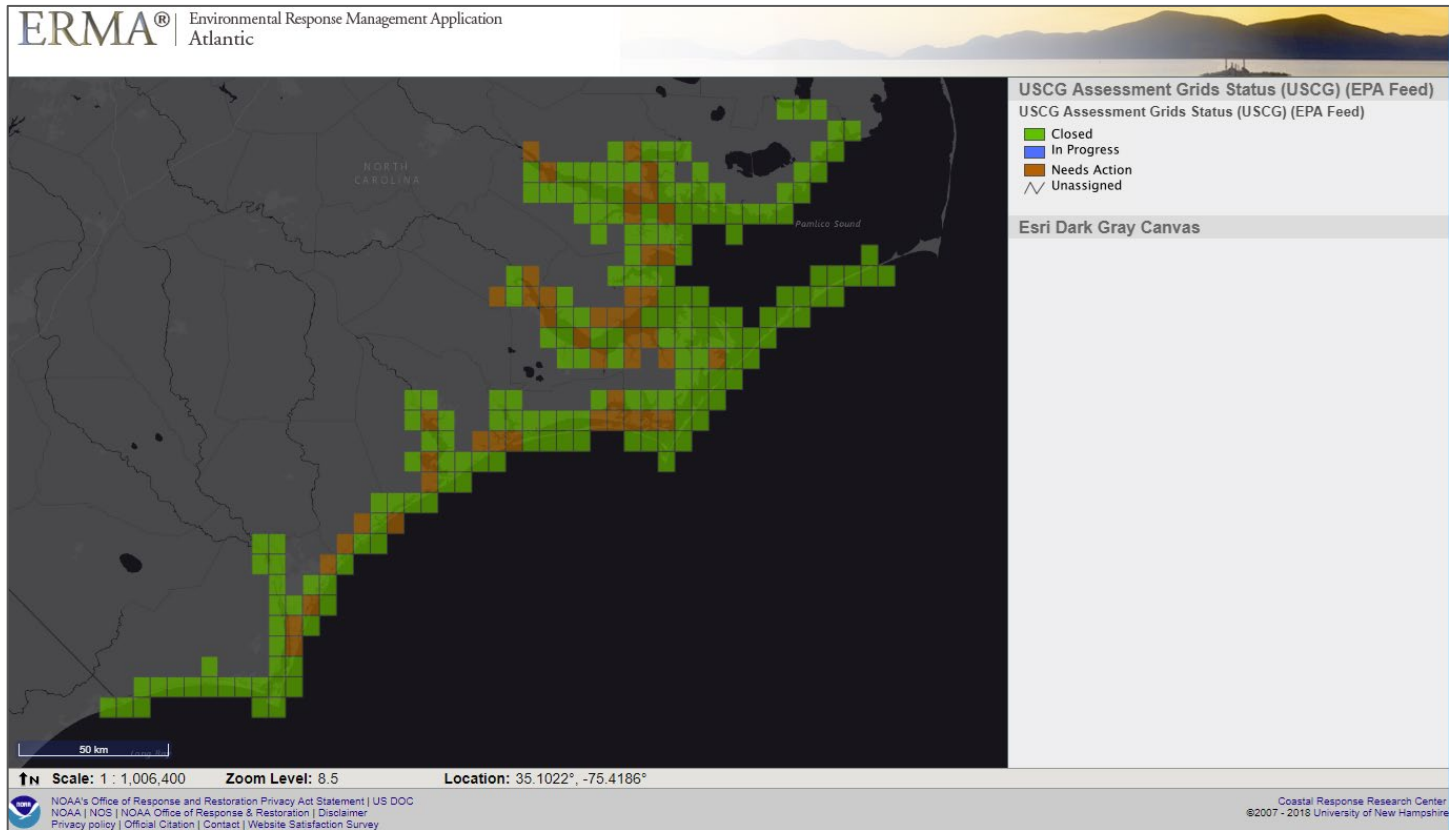 ERMA® Environmental Response Management Application
Atlantic
NORTH
CAROLINA
Pamlico Sound
50 km
Long Bay
USCG Assessment Grids Status (USCG) (EPA Feed)
USCG Assessment Grids Status (USCG) (EPA Feed)
Closed
In Progress
Needs Action
Unassigned
Esri Dark Gray Canvas
N Scale: 1 : 1,006,400 Zoom Level: 8.5 Location: 35.1022°, -75.4186°
NOAA's Office of Response and Restoration Privacy Act Statement | US DOC
NOAA | NOS | NOAA Office of Response & Restoration | Disclaimer
Privacy policy | Official Citation | Contact | Website Satisfaction Survey
Coastal Response Research Center
©2007 - 2018 University of New Hampshire